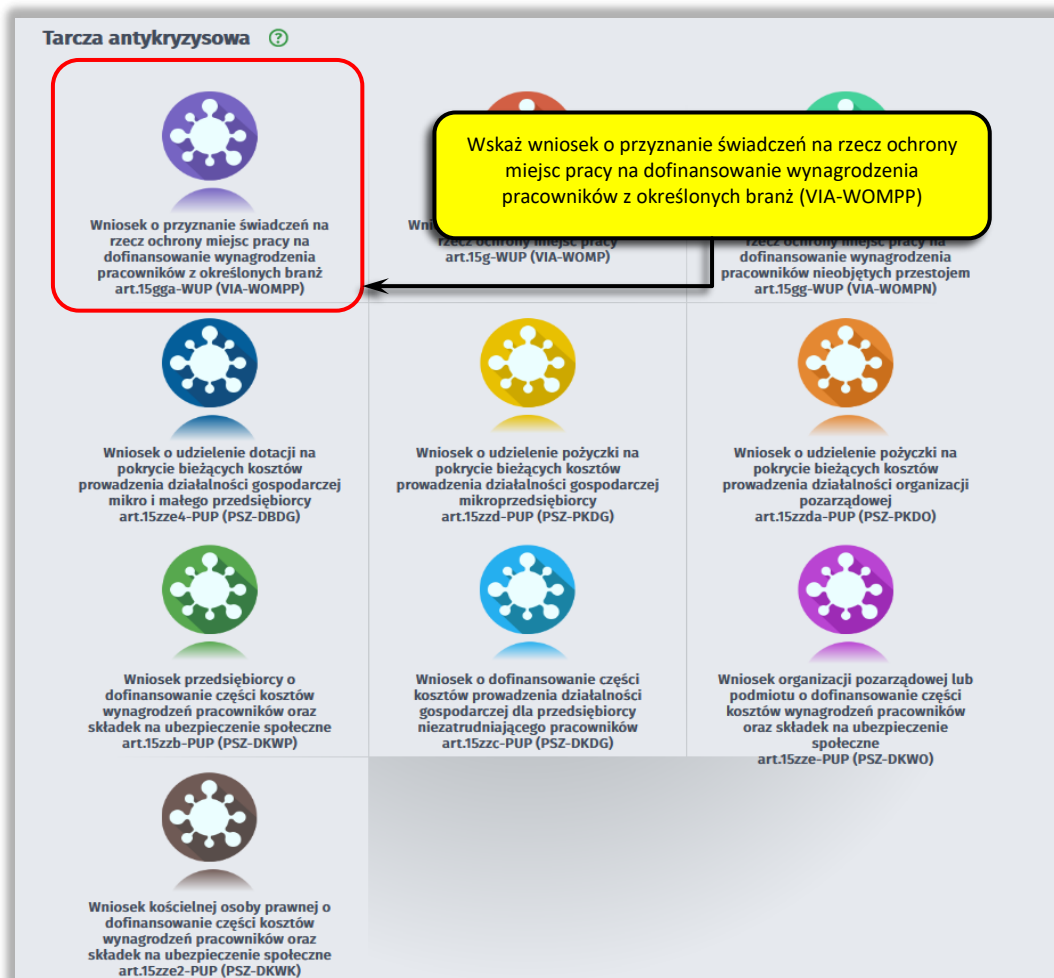 Tarcza antykryzysowa ?
Wskaż wniosek o przyznanie świadczeń na rzecz ochrony
miejsc pracy na dofinansowanie wynagrodzenia
pracowników z określonych branż (VIA-WOMPP)
Wniosek o przyznanie świadczeń na
rzecz ochrony miejsc pracy na
dofinansowanie wynagrodzenia
pracowników z określonych branż
art.15gga-WUP (VIA-WOMPP)
rzecz ochrony miejsc pracy
art.15g-WUP (VIA-WOMP)
rzecz ochrony miejsc pracy na
dofinansowanie wynagrodzenia
pracowników nieobjętych przestojem
art.15gg-WUP (VIA-WOMPN)
Wniosek o udzielenie dotacji na
pokrycie bieżących kosztów
prowadzenia działalności gospodarczej
mikro i małego przedsiębiorcy
art.15zze4-PUP (PSZ-DBDG)
Wniosek o udzielenie pożyczki na
pokrycie bieżących kosztów
prowadzenia działalności gospodarczej
mikroprzedsiębiorcy
art.15zzd-PUP (PSZ-PKDG)
Wniosek o udzielenie pożyczki na
pokrycie bieżących kosztów
prowadzenia działalności organizacji
pozarządowej
art.15zzda-PUP (PSZ-PKDO)
Wniosek przedsiębiorcy o
dofinansowanie części kosztów
wynagrodzeń pracowników oraz
składek na ubezpieczenie społeczne
art.15zzb-PUP (PSZ-DKWP)
Wniosek o dofinansowanie części
kosztów prowadzenia działalności
gospodarczej dla przedsiębiorcy
niezatrudniającego pracowników
art.15zzc-PUP (PSZ-DKDG)
Wniosek organizacji pozarządowej lub
podmiotu o dofinansowanie części
kosztów wynagrodzeń pracowników
oraz składek na ubezpieczenie
społeczne
art.15zze-PUP (PSZ-DKWO)
Wniosek kościelnej osoby prawnej o
dofinansowanie części kosztów
wynagrodzeń pracowników oraz
składek na ubezpieczenie społeczne
art.15zze2-PUP (PSZ-DKWK)